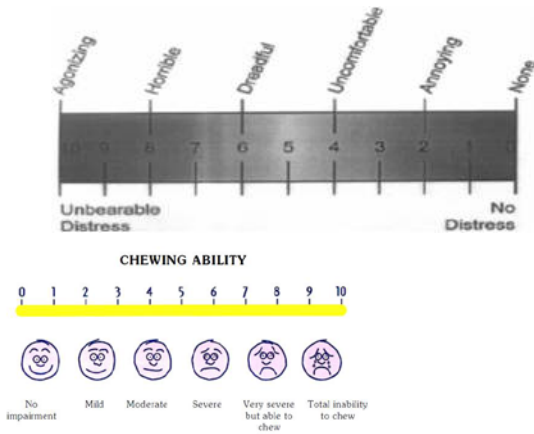 Agonizing Horrible Dreadful Uncomfortable Annoying None
10 9 8 7 6 5 4 3 2 1 0
Unbearable No
Distress Distress
CHEWING ABILITY
0 1 2 3 4 5 6 7 8 9 10
No Mild Moderate Severe Very severe Total inability
impairment but able to to chew
chew